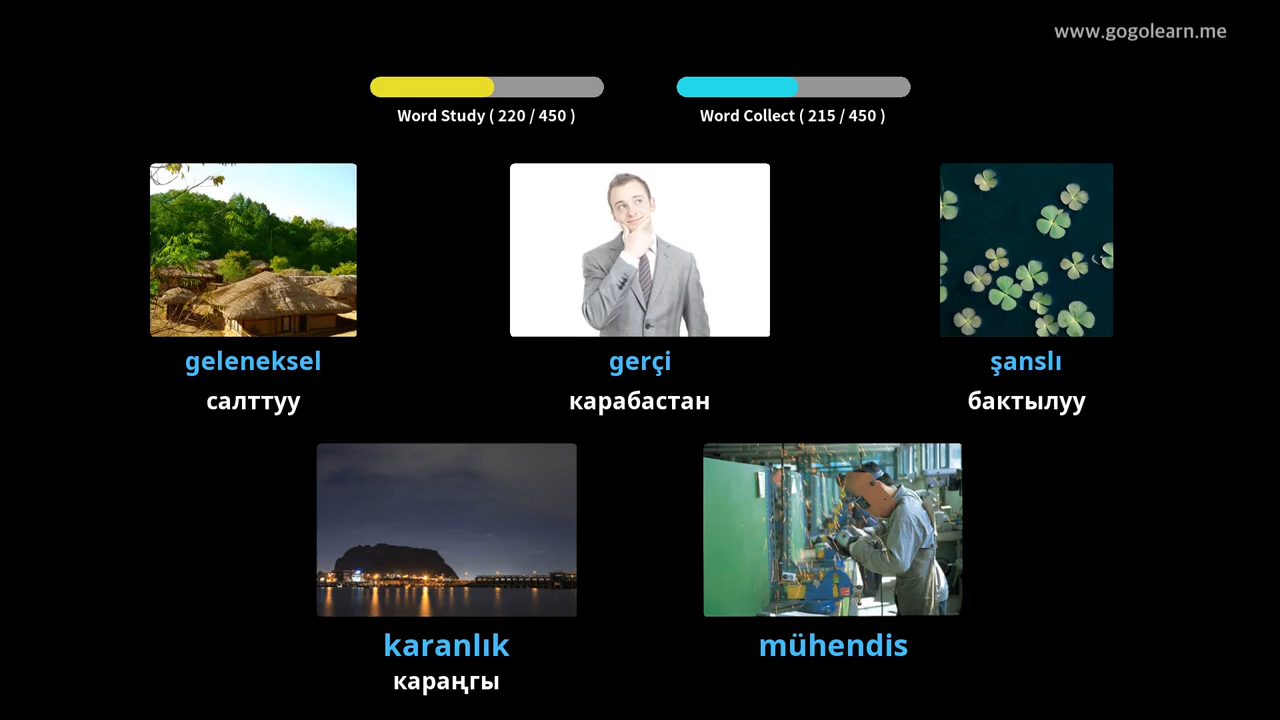 www.gogolearn.me
Word Study ( 220 / 450 )
Word Collect ( 215 / 450 )
geleneksel
салттуу
gerçi
карабастан
şanslı
бактылуу
karanlık
караңгы
mühendis